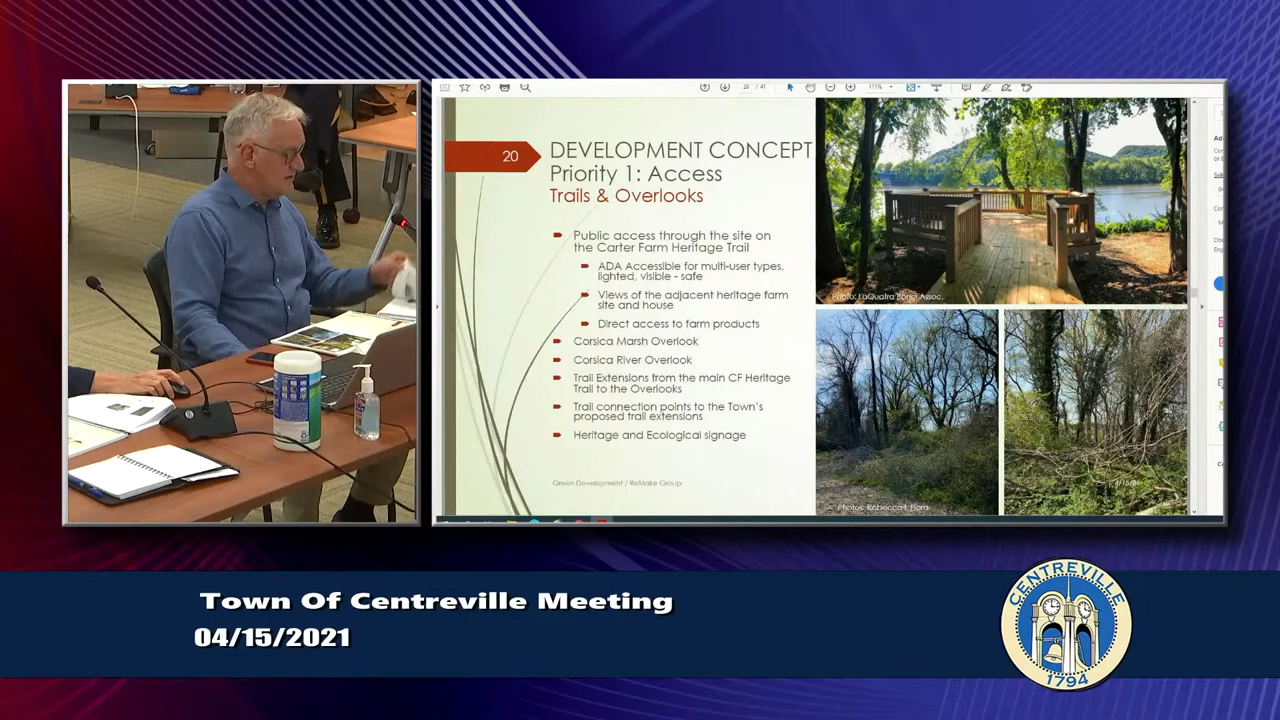 20 / 41
111%
20
DEVELOPMENT CONCEPT
Priority 1: Access
Trails & Overlooks
Public access through the site on
the Carter Farm Heritage Trail
ADA Accessible for multi-user types,
lighted, visible - safe
Views of the adjacent heritage farm
site and house
Direct access to farm products
Corsica Marsh Overlook
Corsica River Overlook
Trail Extensions from the main CF Heritage
Trail to the Overlooks
Trail connection points to the Town's
proposed trail extensions
Heritage and Ecological signage
Green Development / ReMake Group
Photo: LaQuatra Bonci Assoc.
Photos: Rebecca L Flora
Town Of Centreville Meeting
04/15/2021
CENTREVILLE
1794